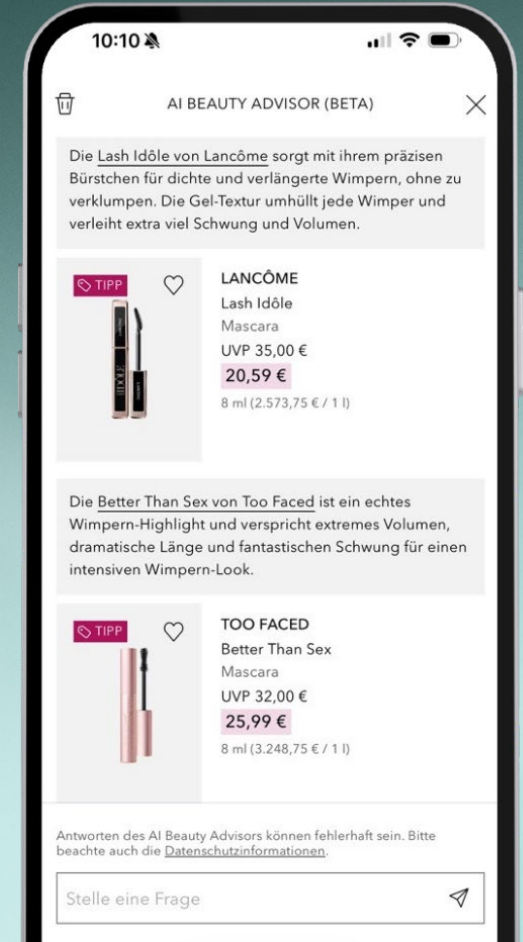 10:10
AI BEAUTY ADVISOR (BETA)
Die Lash Idôle von Lancôme sorgt mit ihrem präzisen
Bürstchen für dichte und verlängerte Wimpern, ohne zu
verklumpen. Die Gel-Textur umhüllt jede Wimper und
verleiht extra viel Schwung und Volumen.
TIPP
LANCÔME
Lash Idôle
Mascara
UVP 35,00 €
20,59 €
8 ml (2.573,75 € / 1 l)
Die Better Than Sex von Too Faced ist ein echtes
Wimpern-Highlight und verspricht extremes Volumen,
dramatische Länge und fantastischen Schwung für einen
intensiven Wimpern-Look.
TIPP
TOO FACED
Better Than Sex
Mascara
UVP 32,00 €
25,99 €
8 ml (3.248,75 € / 1 l)
Antworten des AI Beauty Advisors können fehlerhaft sein. Bitte
beachte auch die Datenschutzinformationen.
Stelle eine Frage